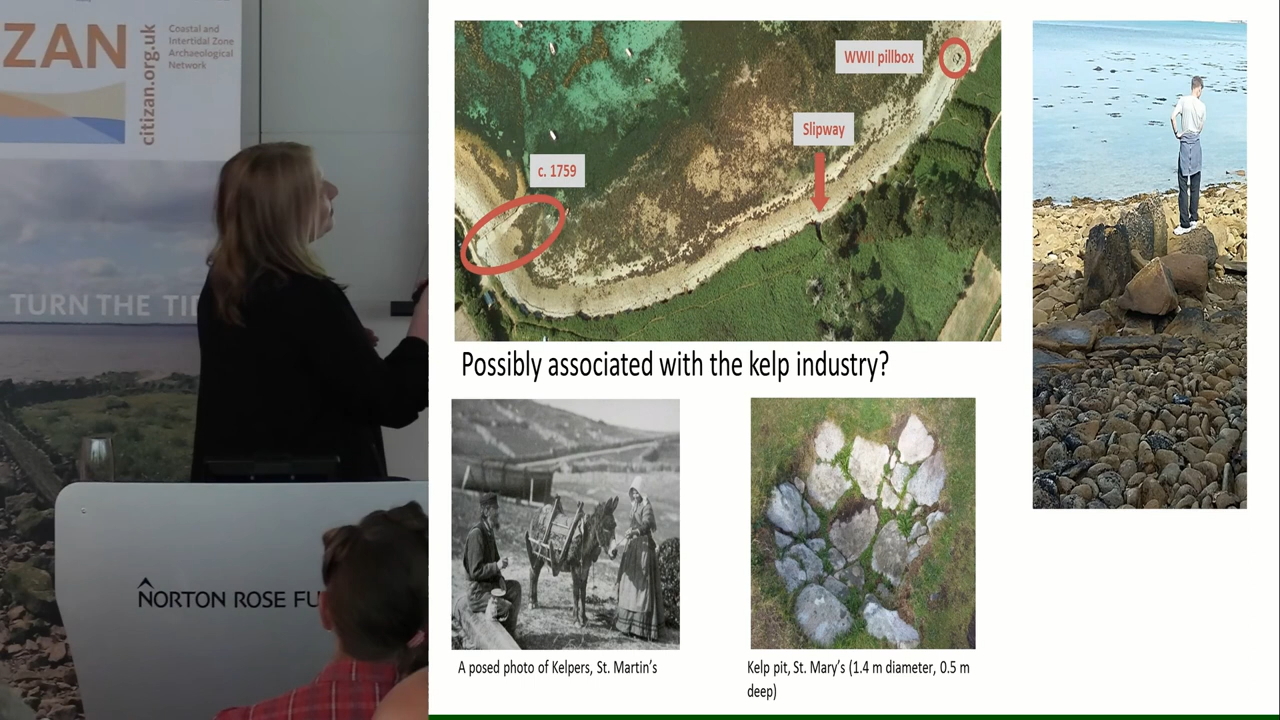 ZAN
citizan.org.uk
Coastal and
Intertidal Zone
Archaeological
Network
TURN THE TI
NORTON ROSE FU
WWII pillbox
Slipway
c. 1759
Possibly associated with the kelp industry?
A posed photo of Kelpers, St. Martin's
Kelp pit, St. Mary's (1.4 m diameter, 0.5 m
deep)